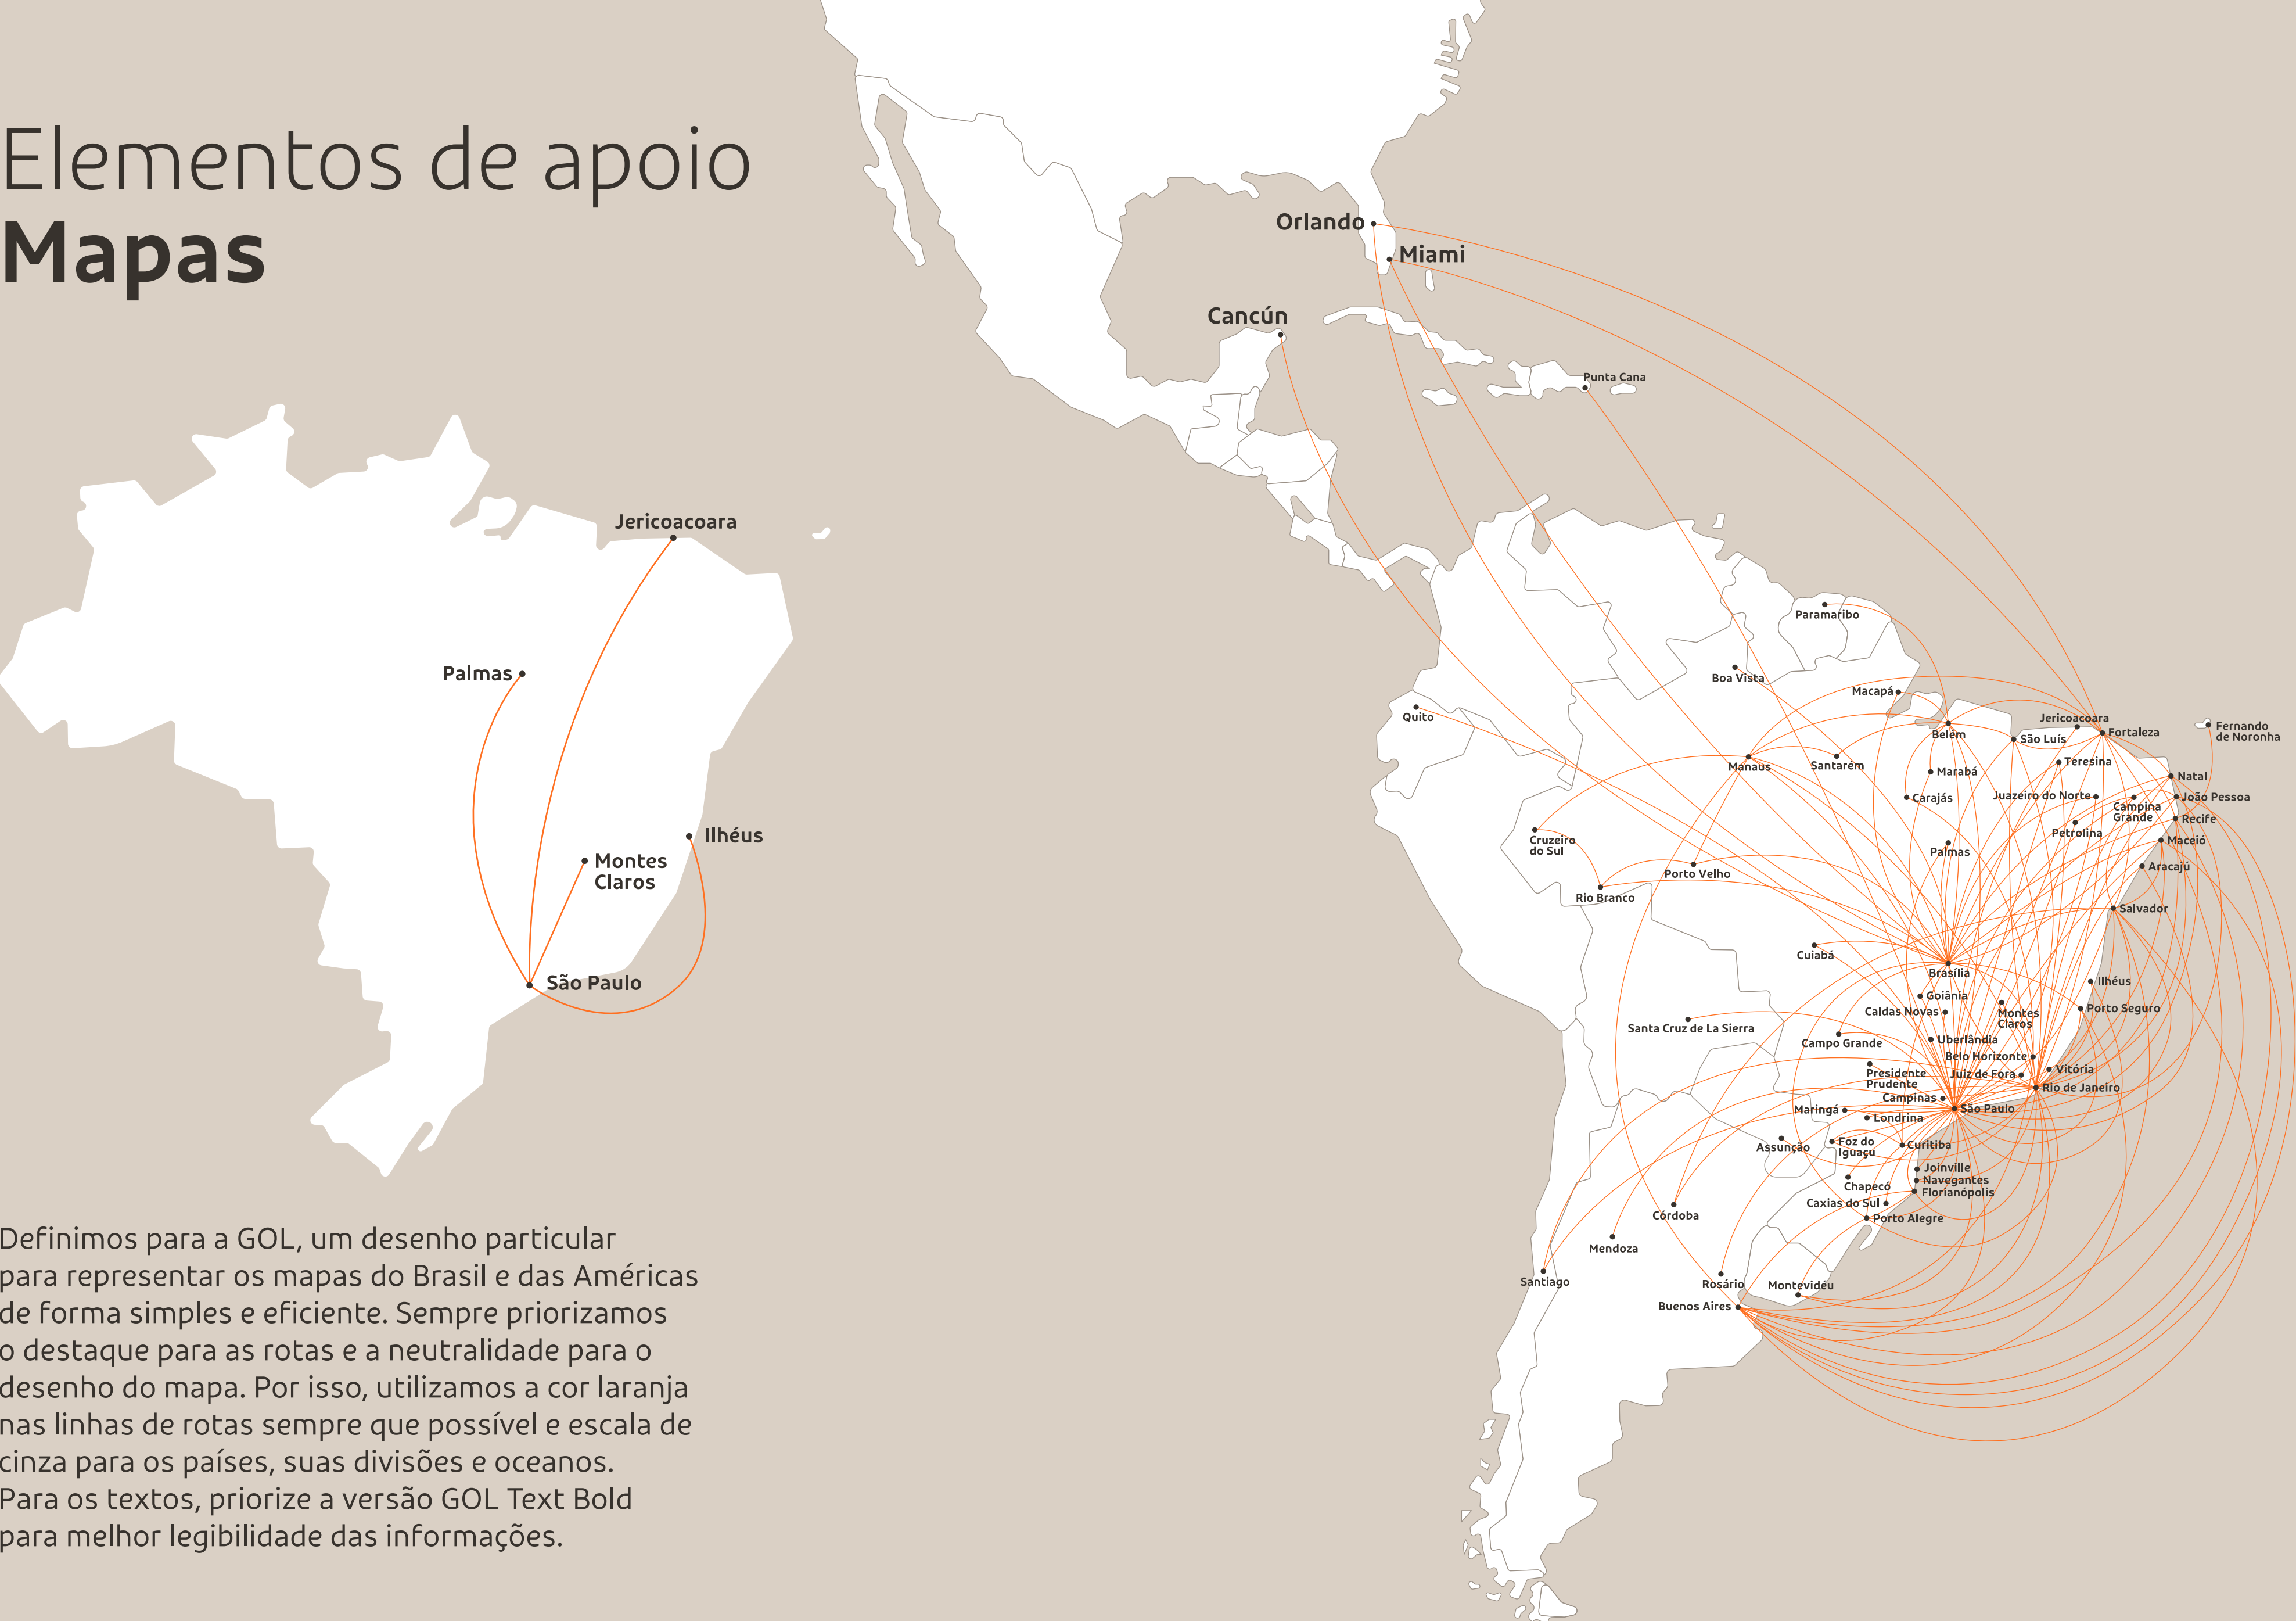 Elementos de apoio
Mapas
Jericoacoara
Palmas
Ilhéus
Montes
Claros
São Paulo
Definimos para a GOL, um desenho particular
para representar os mapas do Brasil e das Américas
de forma simples e eficiente. Sempre priorizamos
o destaque para as rotas e a neutralidade para o
desenho do mapa. Por isso, utilizamos a cor laranja
nas linhas de rotas sempre que possível e escala de
cinza para os países, suas divisões e oceanos.
Para os textos, priorize a versão GOL Text Bold
para melhor legibilidade das informações.
Orlando
Miami
Cancún
Punta Cana
Paramaribo
Boa Vista
Macapá
Quito
Belém
São Luís
Jericoacoara
Fortaleza
Fernando
de Noronha
Manaus
Santarém
Marabá
Teresina
Natal
Carajás
Juazeiro do Norte
Campina
Grande
João Pessoa
Recife
Petrolina
Cruzeiro
do Sul
Palmas
Maceió
Porto Velho
Aracajú
Rio Branco
Salvador
Cuiabá
Brasília
Ilhéus
Goiânia
Caldas Novas
Montes
Claros
Porto Seguro
Santa Cruz de La Sierra
Campo Grande
Uberlândia
Belo Horizonte
Vitória
Presidente
Prudente
Juiz de Fora
Rio de Janeiro
Campinas
São Paulo
Maringá
Londrina
Assunção
Foz do
Iguaçu
Curitiba
Joinville
Navegantes
Florianópolis
Chapecó
Caxias do Sul
Porto Alegre
Córdoba
Mendoza
Santiago
Rosário
Montevidéu
Buenos Aires